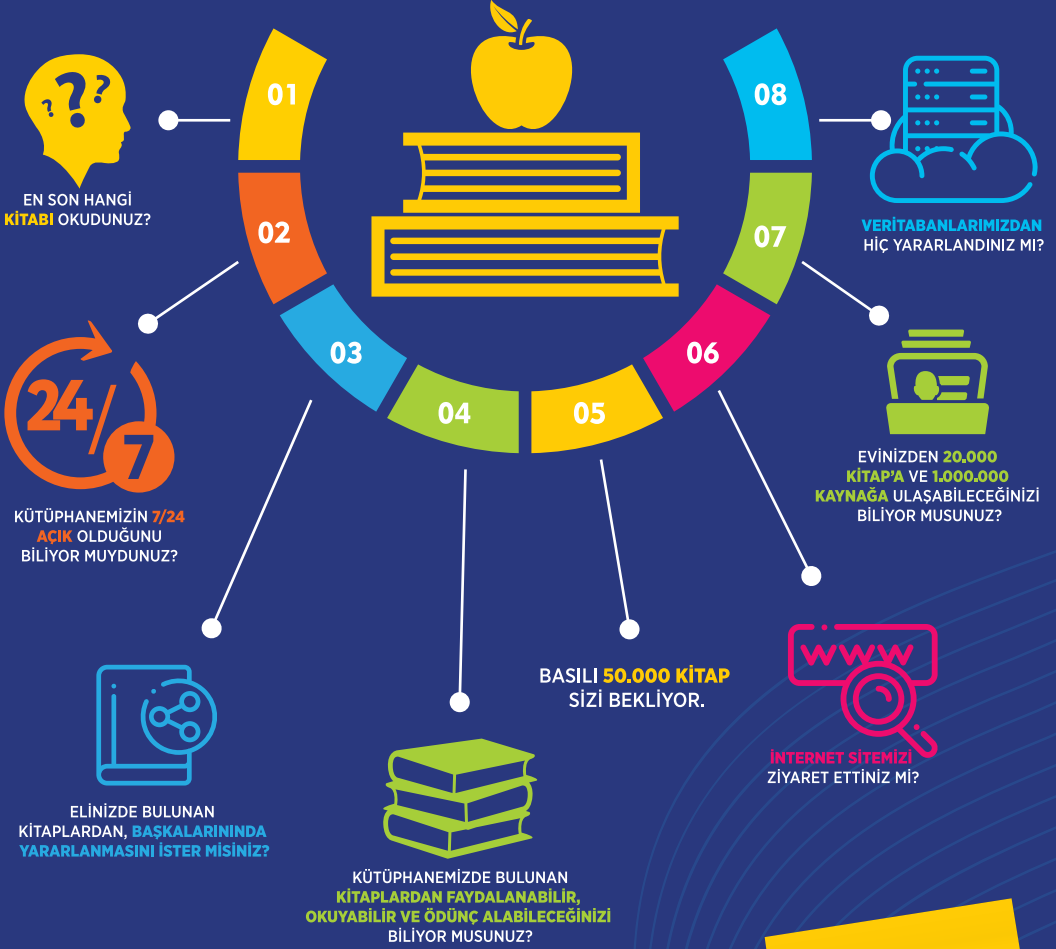 01
???
EN SON HANGİ
KİTABI OKUDUNUZ?
02
24/7
KÜTÜPHANEMİZİN 7/24
AÇIK OLDUĞUNU
BİLİYOR MUYDUNUZ?
03
ELİNİZDE BULUNAN
KİTAPLARDAN, BAŞKALARININDA
YARARLANMASINI İSTER MİSİNİZ?
04
KÜTÜPHANEMİZDE BULUNAN
KİTAPLARDAN FAYDALANABİLİR,
OKUYABİLİR VE ÖDÜNÇ ALABİLECEĞİNİZİ
BİLİYOR MUSUNUZ?
05
BASILI 50.000 KİTAP
SİZİ BEKLİYOR.
06
www
İNTERNET SİTEMİZİ
ZİYARET ETTİNİZ Mİ?
07
EVİNİZDEN 20.000
KİTAP'A VE 1.000.000
KAYNAĞA ULAŞABİLECEĞİNİZİ
BİLİYOR MUSUNUZ?
08
VERİTABANLARIMIZDAN
HİÇ YARARLANDINIZ MI?